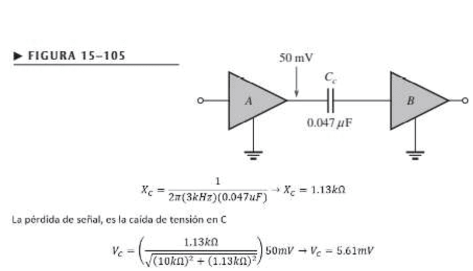 ▶ FIGURA 15–105
50 mV
C_c
A
B
0.047 μF
X_C = 1 / 2π(3kHz)(0.047uF) → X_C = 1.13kΩ
La pérdida de señal, es la caída de tensión en C
V_C = (1.13kΩ / √((10kΩ)² + (1.13kΩ)²)) 50mV → V_C = 5.61mV